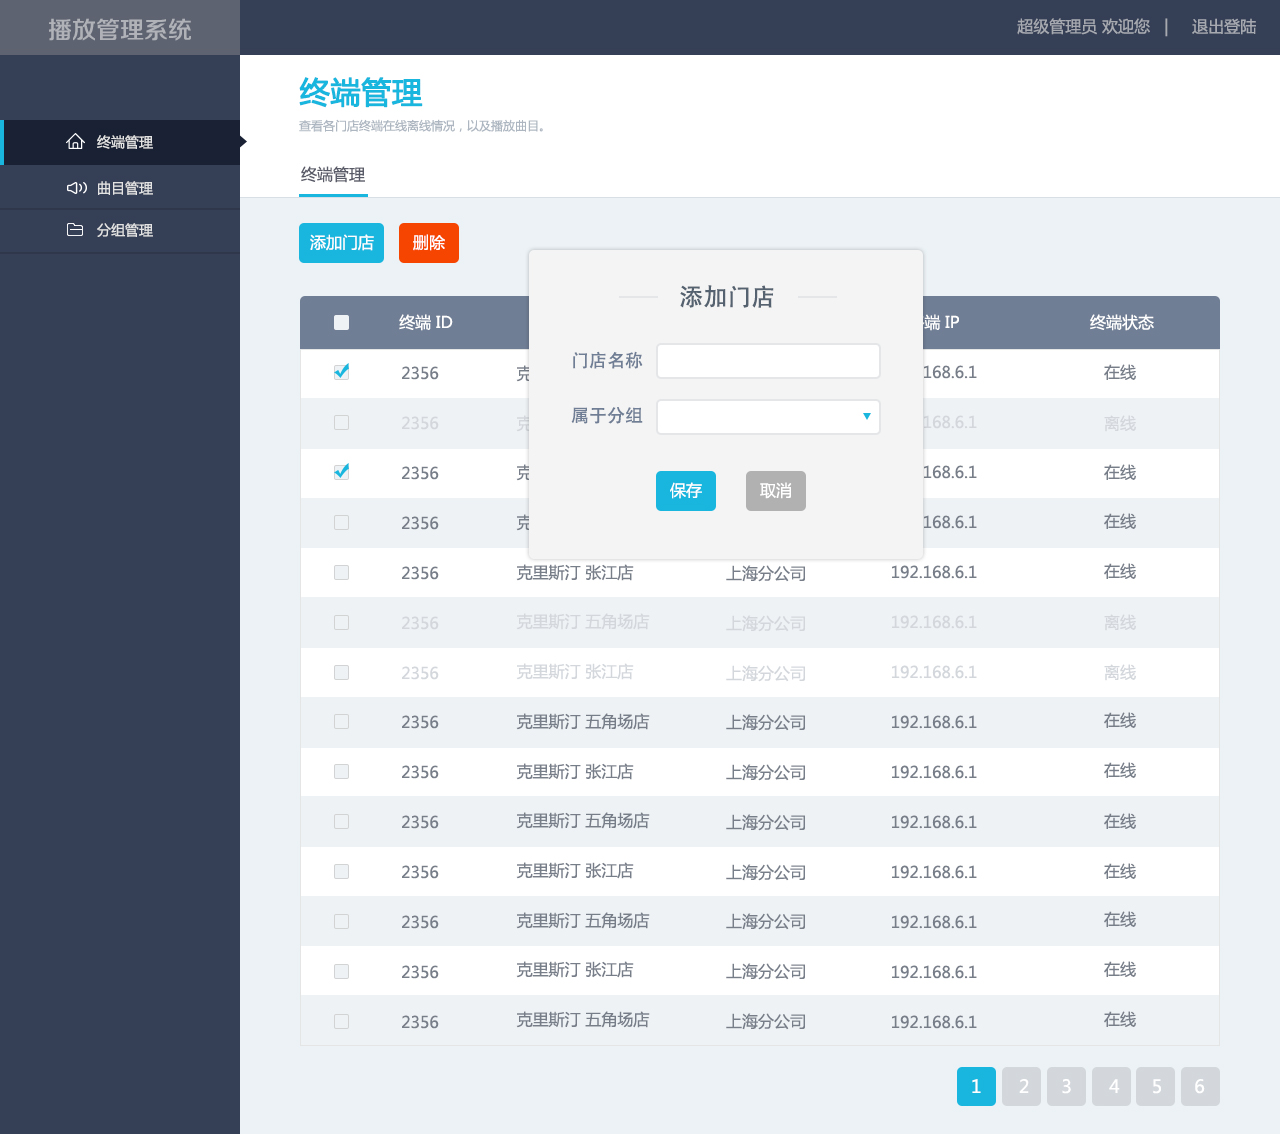 播放管理系统
超级管理员 欢迎您 | 退出登陆
终端管理
曲目管理
分组管理
终端管理
查看各门店终端在线离线情况，以及播放曲目。
终端管理
添加门店 删除
终端 ID 端 IP 终端状态
2356 克 168.6.1 在线
2356 克 168.6.1 离线
2356 克 168.6.1 在线
2356 克 168.6.1 在线
添加门店
门店名称
属于分组
保存 取消
2356 克里斯汀 张江店 上海分公司 192.168.6.1 在线
2356 克里斯汀 五角场店 上海分公司 192.168.6.1 离线
2356 克里斯汀 张江店 上海分公司 192.168.6.1 离线
2356 克里斯汀 五角场店 上海分公司 192.168.6.1 在线
2356 克里斯汀 张江店 上海分公司 192.168.6.1 在线
2356 克里斯汀 五角场店 上海分公司 192.168.6.1 在线
2356 克里斯汀 张江店 上海分公司 192.168.6.1 在线
2356 克里斯汀 五角场店 上海分公司 192.168.6.1 在线
2356 克里斯汀 张江店 上海分公司 192.168.6.1 在线
2356 克里斯汀 五角场店 上海分公司 192.168.6.1 在线
1 2 3 4 5 6